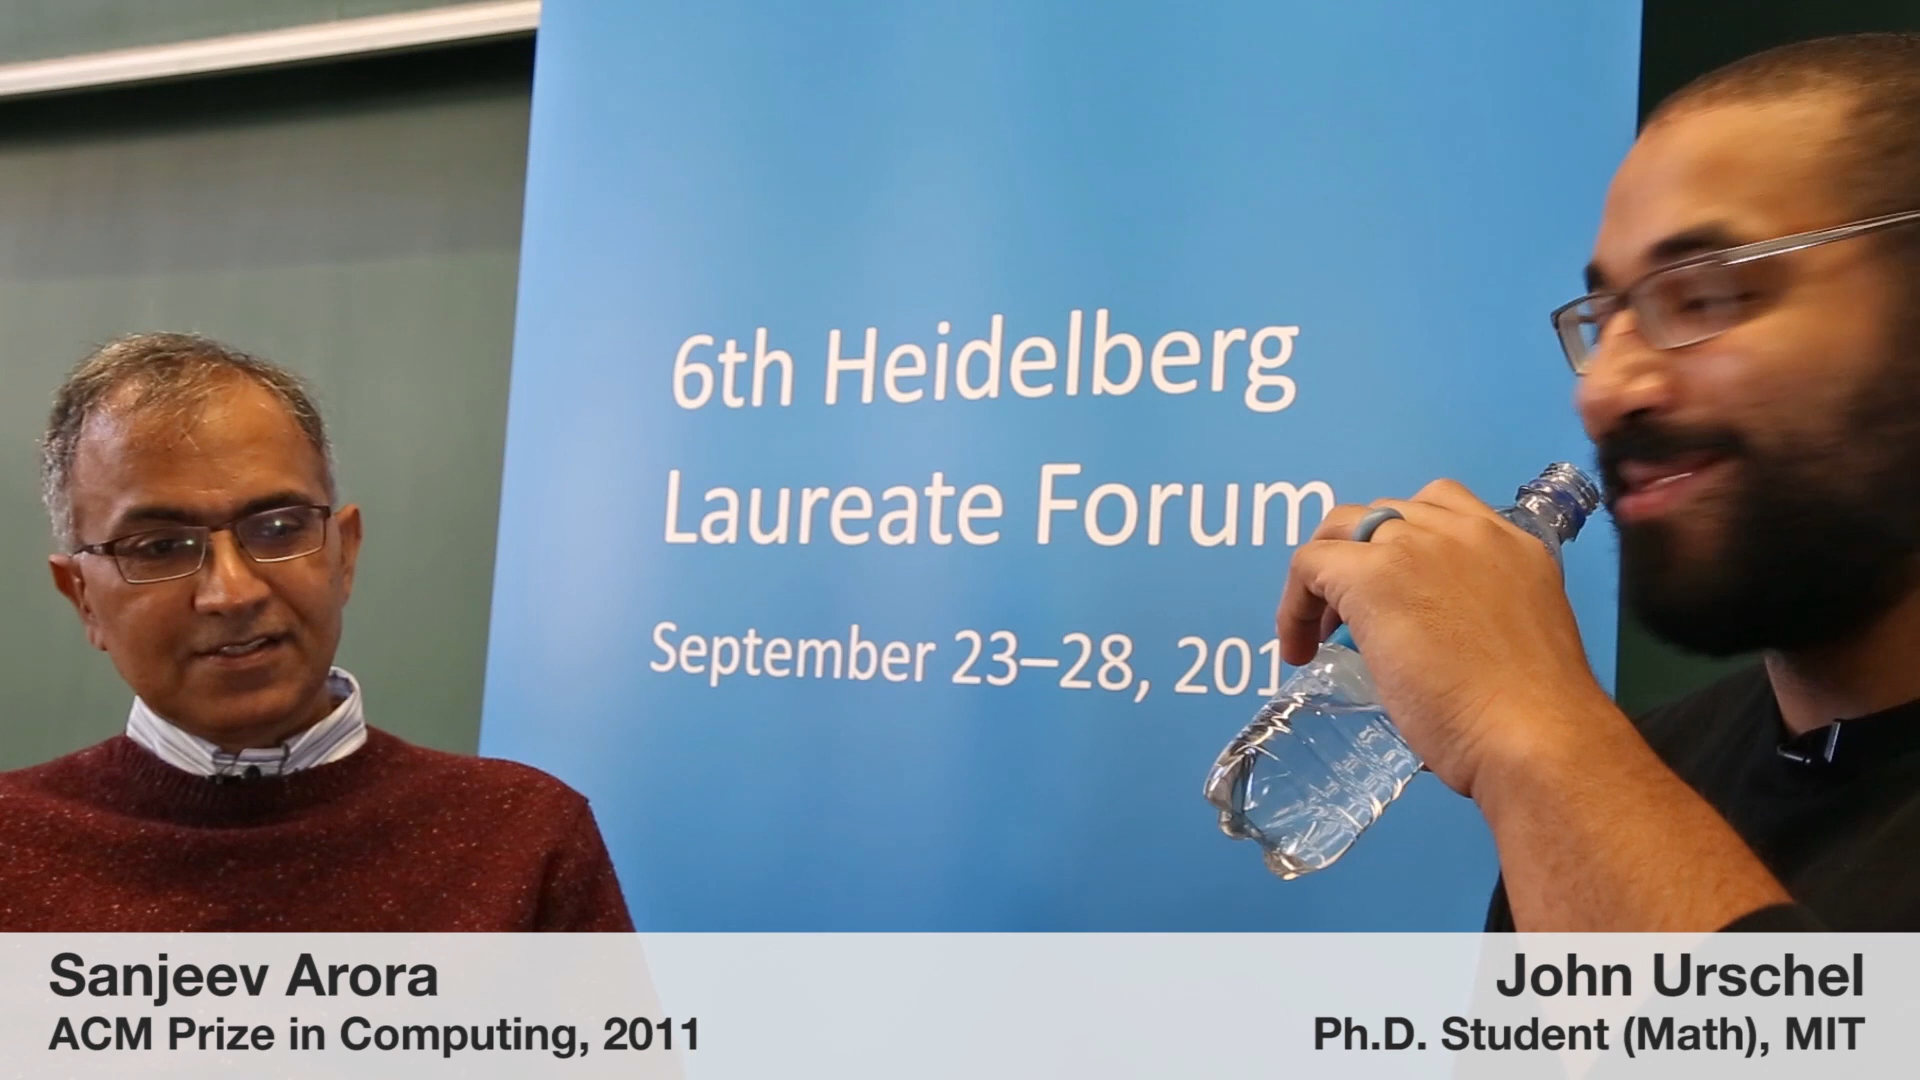 6th Heidelberg
Laureate Forum
September 23–28, 201
Sanjeev Arora
ACM Prize in Computing, 2011
John Urschel
Ph.D. Student (Math), MIT